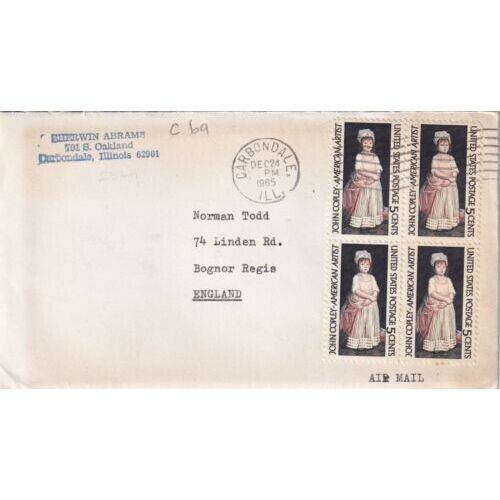 SHERWIN ABRAMS
701 S. Oakland
Carbondale, Illinois 62901
C.69
CARBONDALE,
DEC 24
PM
1965
ILL.
Norman Todd
74 Linden Rd.
Bognor Regis
ENGLAND
JOHN COPLEY·AMERICAN ARTIST
UNITED STATES POSTAGE 5 CENTS
JOHN COPLEY·AMERICAN ARTIST
UNITED STATES POSTAGE 5 CENTS
JOHN COPLEY·AMERICAN ARTIST
UNITED STATES POSTAGE 5 CENTS
JOHN COPLEY·AMERICAN ARTIST
UNITED STATES POSTAGE 5 CENTS
AIR MAIL